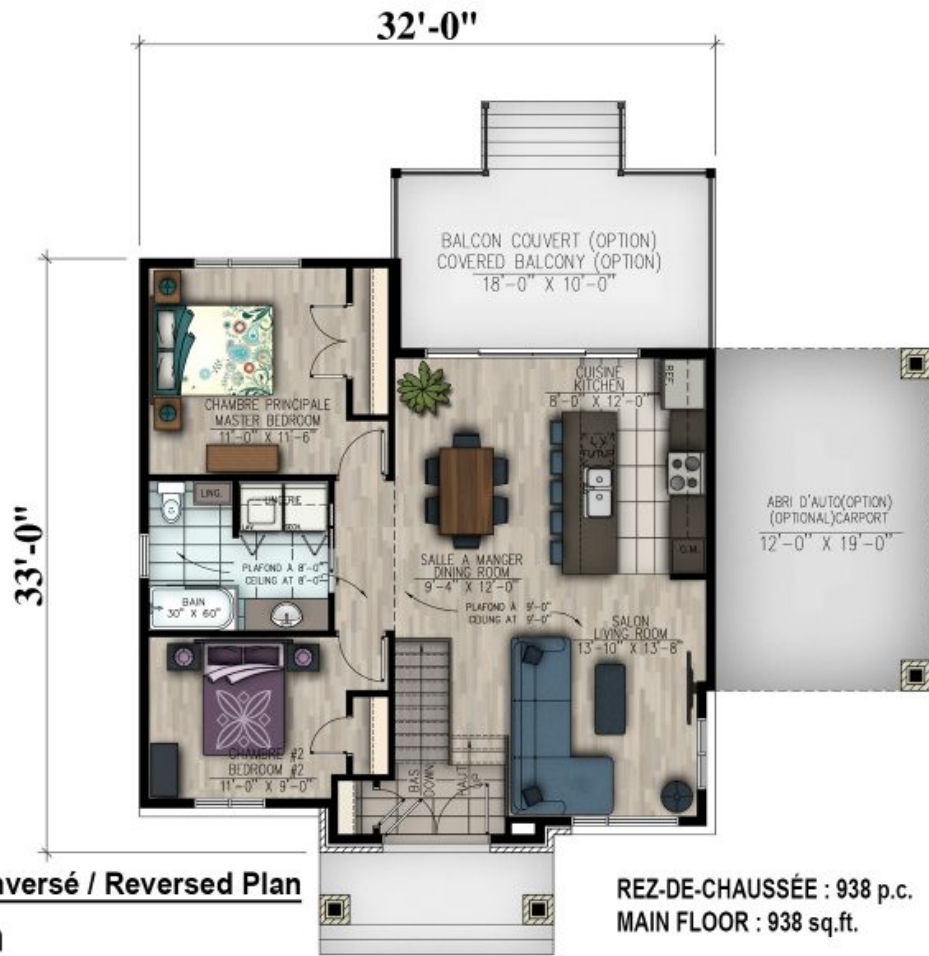 32'-0"
BALCON COUVERT (OPTION)
COVERED BALCONY (OPTION)
18'-0" X 10'-0"
33'-0"
CHAMBRE PRINCIPALE
MASTER BEDROOM
11'-0" X 11'-6"
CUISINE
KITCHEN
8'-0" X 12'-0"
REF.
FUTUR
G.M.
ABRI D'AUTO(OPTION)
(OPTIONAL)CARPORT
12'-0" X 19'-0"
LING.
LINGERIE
LAV.
SECH.
PLAFOND À 8'-0"
CEILING AT 8'-0"
BAIN
30" X 60"
SALLE A MANGER
DINING ROOM
9'-4" X 12'-0
PLAFOND À 9'-0"
CEILING AT 9'-0"
SALON
LIVING ROOM
13'-10" X 13'-8"
CHAMBRE #2
BEDROOM #2
11'-0" X 9'-0"
BAS
DOWN
HAUT
UP
nversé / Reversed Plan
REZ-DE-CHAUSSÉE : 938 p.c.
MAIN FLOOR : 938 sq.ft.